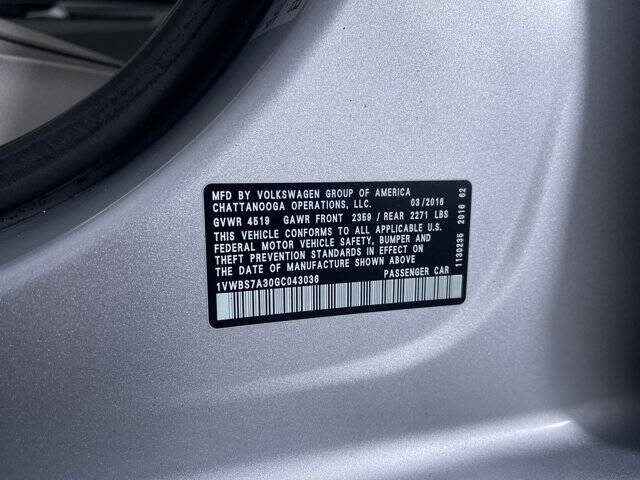 MFD BY VOLKSWAGEN GROUP OF AMERICA
CHATTANOOGA OPERATIONS, LLC. 03/2016
GVWR 4519 GAWR FRONT 2359 / REAR 2271 LBS
THIS VEHICLE CONFORMS TO ALL APPLICABLE U.S.
FEDERAL MOTOR VEHICLE SAFETY, BUMPER AND
THEFT PREVENTION STANDARDS IN EFFECT ON THE
DATE OF MANUFACTURE SHOWN ABOVE
1VWBS7A30GC043036 PASSENGER CAR
1130235 2016 62